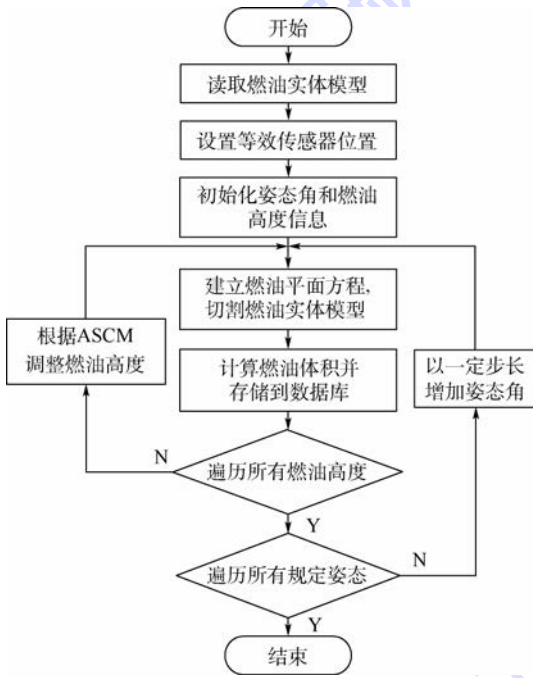 开始
读取燃油实体模型
设置等效传感器位置
初始化姿态角和燃油
高度信息
建立燃油平面方程,
切割燃油实体模型
根据ASCM
调整燃油高度
计算燃油体积并
存储到数据库
以一定步长
增加姿态角
N
遍历所有燃油高度
Y
N
遍历所有规定姿态
Y
结束